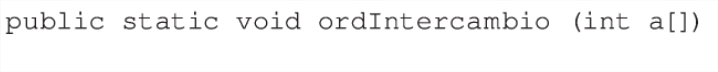 public static void ordIntercambio (int a[])